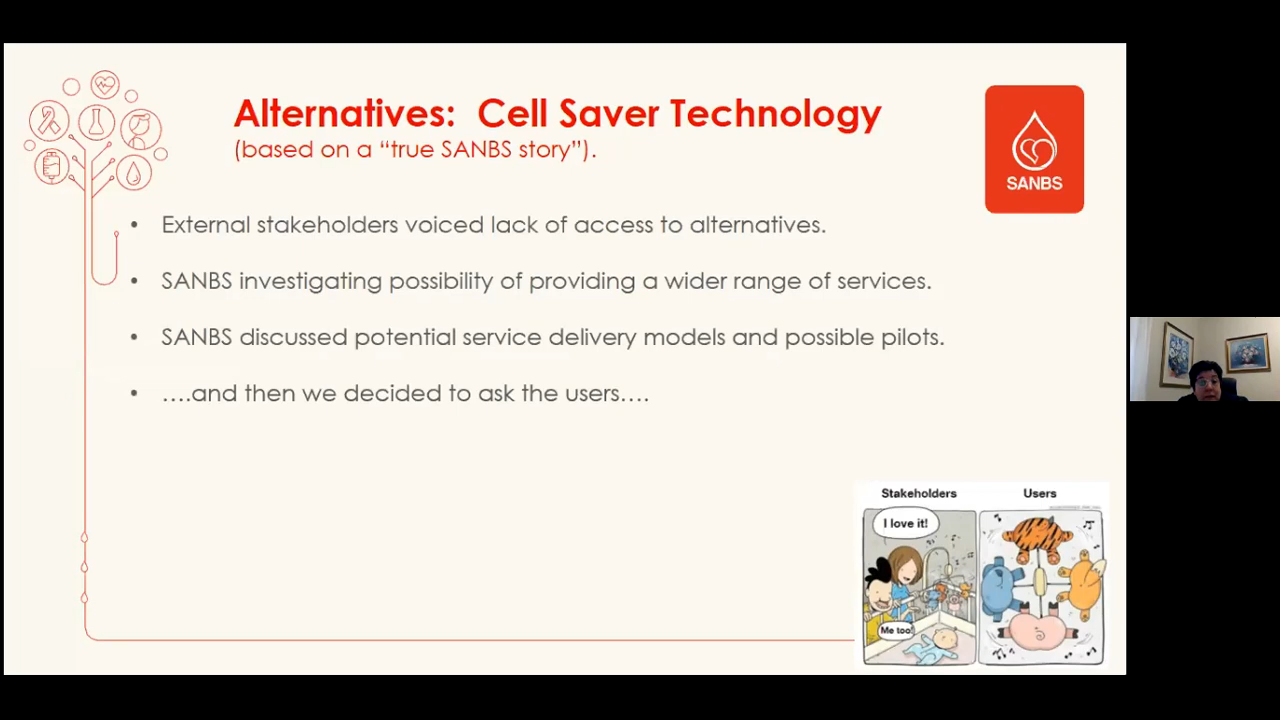 Alternatives: Cell Saver Technology
(based on a “true SANBS story”).
SANBS
• External stakeholders voiced lack of access to alternatives.
• SANBS investigating possibility of providing a wider range of services.
• SANBS discussed potential service delivery models and possible pilots.
• ….and then we decided to ask the users….
Stakeholders
Users
I love it!
Me too!